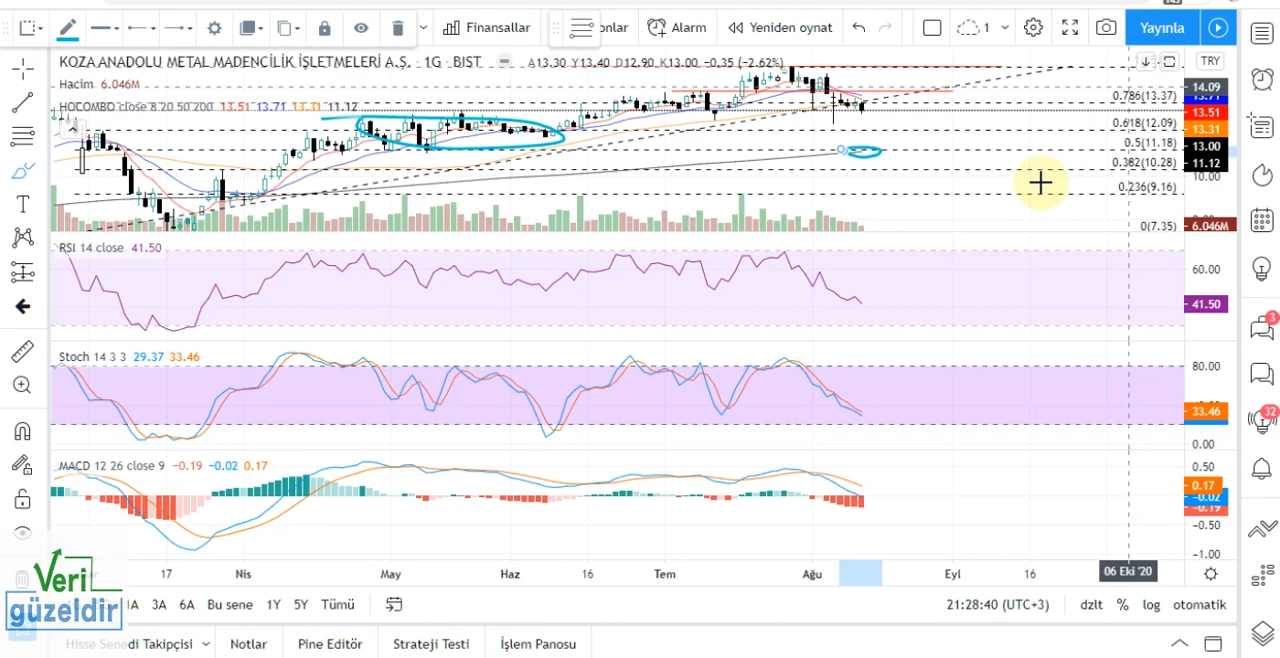 Finansallar
onlar
Alarm
Yeniden oynat
1
Yayınla
KOZA ANADOLU METAL MADENCİLİK İŞLETMELERİ A.Ş. · 1G · BIST
A13.30 Y13.40 D12.90 K13.00 −0.35 (−2.62%)
TRY
Hacim 6.046M
HOCOMBO close 8 20 50 200 13.51 13.71 13.31 11.12
14.09
13.71
13.51
13.31
13.00
11.12
10.00
6.046M
0.786(13.37)
0.618(12.09)
0.5(11.18)
0.382(10.28)
0.236(9.16)
0(7.35)
RSI 14 close 41.50
60.00
41.50
Stoch 14 3 3 29.37 33.46
80.00
33.46
0.00
MACD 12 26 close 9 −0.19 −0.02 0.17
0.50
0.17
−0.02
−0.19
−0.50
−1.00
17 Nis May Haz 16 Tem Ağu Eyl 16 06 Eki '20
3
32
Veri
güzeldir
1A 3A 6A Bu sene 1Y 5Y Tümü
21:28:40 (UTC+3) dzlt % log otomatik
Hisse Senedi Takipçisi Notlar Pine Editör Strateji Testi İşlem Panosu